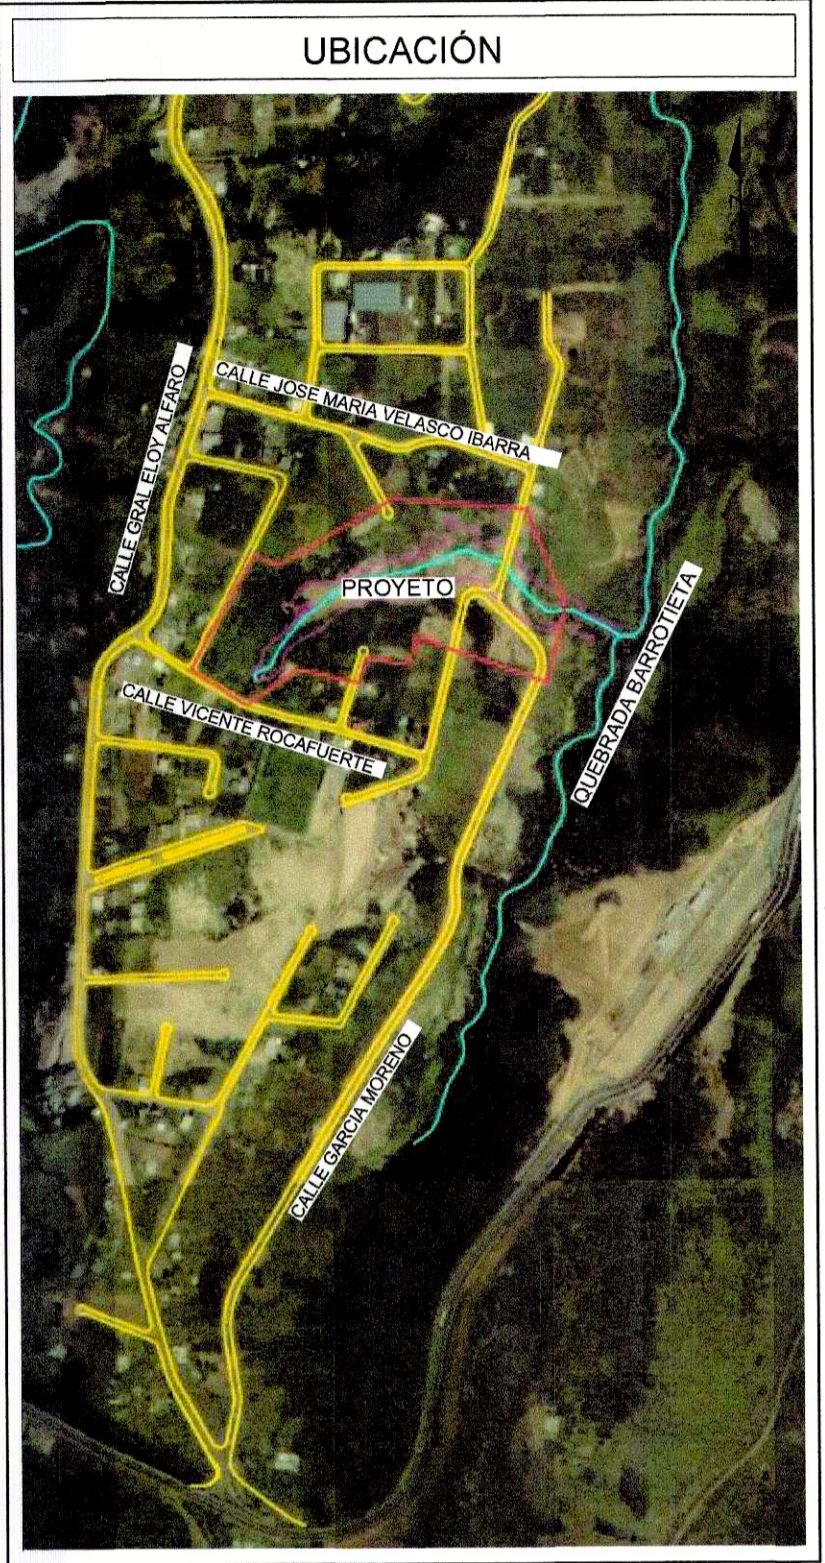 UBICACIÓN
CALLE JOSE MARIA VELASCO IBARRA
CALLE GRAL ELOY ALFARO
PROYETO
QUEBRADA BARROTIETA
CALLE VICENTE ROCAFUERTE
CALLE GARCIA MORENO